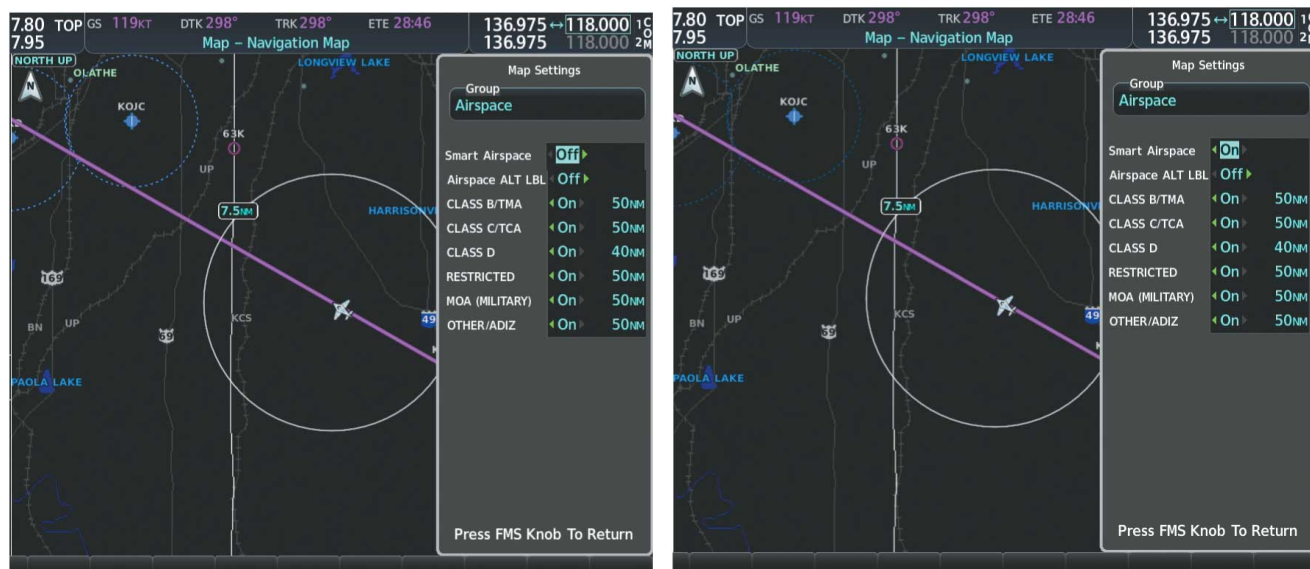 7.80 TOP GS 119KT DTK 298° TRK 298° ETE 28:46 136.975 ↔ 118.000 1 C
7.95 Map – Navigation Map 136.975 118.000 2 O M
NORTH UP
N
OLATHE
LONGVIEW LAKE
KOJC
63K
UP
7.5NM
HARRISONV
169
BN
UP
KCS
69
49
K
PAOLA LAKE
Map Settings
Group
Airspace
Smart Airspace Off
Airspace ALT LBL Off
CLASS B/TMA On 50NM
CLASS C/TCA On 50NM
CLASS D On 40NM
RESTRICTED On 50NM
MOA (MILITARY) On 50NM
OTHER/ADIZ On 50NM
Press FMS Knob To Return
7.80 TOP GS 119KT DTK 298° TRK 298° ETE 28:46 136.975 ↔ 118.000 1
7.95 Map – Navigation Map 136.975 118.000 2
NORTH UP
N
OLATHE
LONGVIEW LAKE
KOJC
63K
UP
7.5NM
HARRISONV
169
BN
UP
KCS
69
49
PAOLA LAKE
Map Settings
Group
Airspace
Smart Airspace On
Airspace ALT LBL Off
CLASS B/TMA On 50NM
CLASS C/TCA On 50NM
CLASS D On 40NM
RESTRICTED On 50NM
MOA (MILITARY) On 50NM
OTHER/ADIZ On 50NM
Press FMS Knob To Return